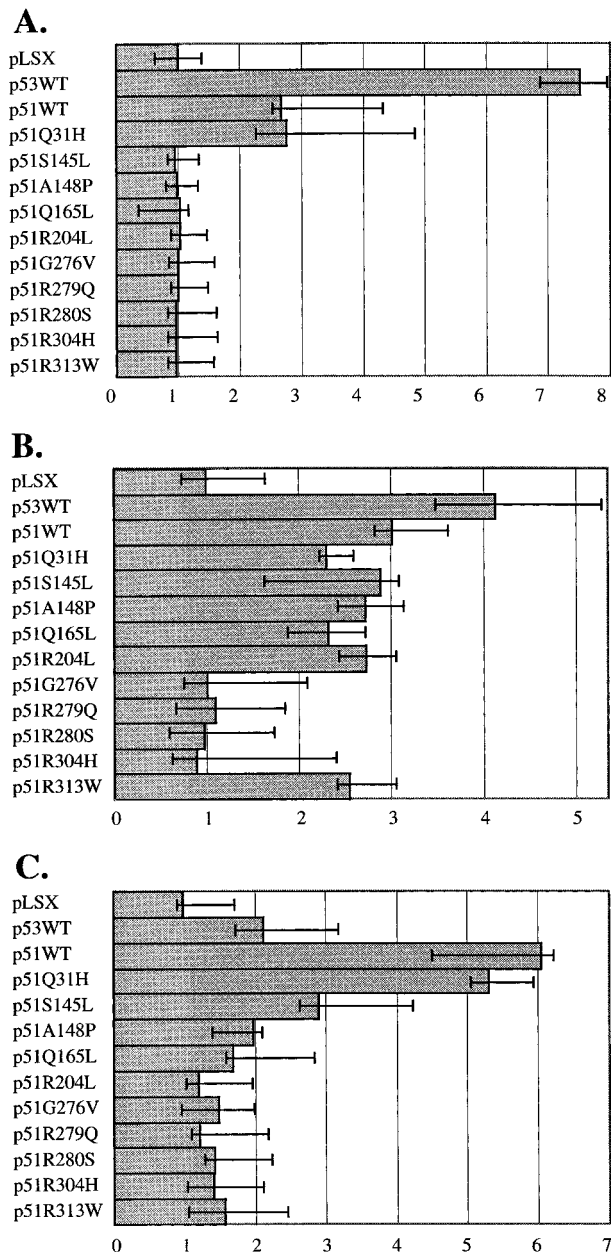 A.
pLSX
p53WT
p51WT
p51Q31H
p51S145L
p51A148P
p51Q165L
p51R204L
p51G276V
p51R279Q
p51R280S
p51R304H
p51R313W
0 1 2 3 4 5 6 7 8
B.
pLSX
p53WT
p51WT
p51Q31H
p51S145L
p51A148P
p51Q165L
p51R204L
p51G276V
p51R279Q
p51R280S
p51R304H
p51R313W
0 1 2 3 4 5
C.
pLSX
p53WT
p51WT
p51Q31H
p51S145L
p51A148P
p51Q165L
p51R204L
p51G276V
p51R279Q
p51R280S
p51R304H
p51R313W
0 1 2 3 4 5 6 7